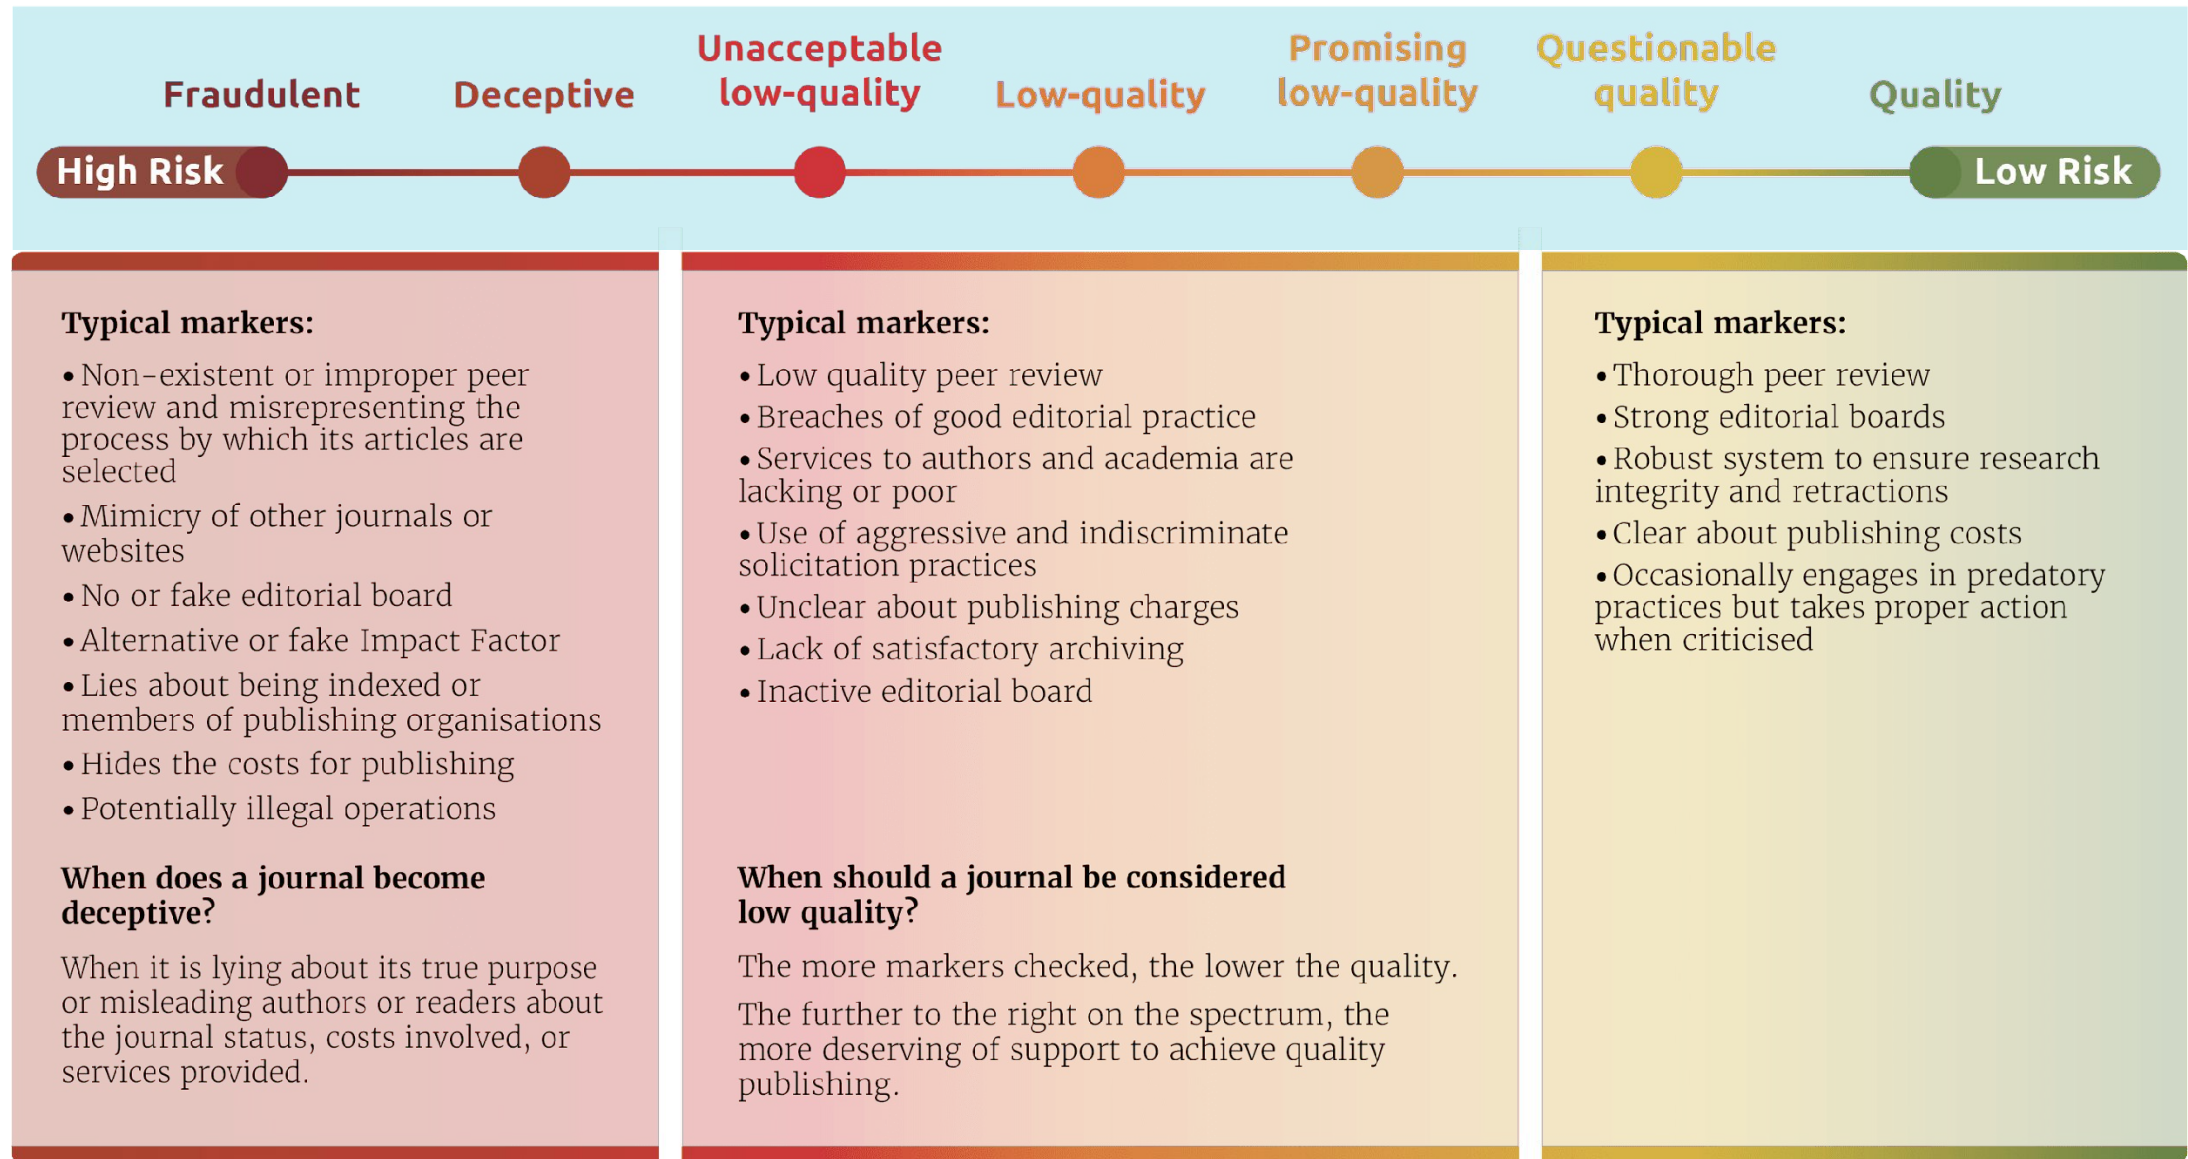 Fraudulent
Deceptive
Unacceptable
low-quality
Low-quality
Promising
low-quality
Questionable
quality
Quality
High Risk
Low Risk
Typical markers:
• Non-existent or improper peer
review and misrepresenting the
process by which its articles are
selected
• Mimicry of other journals or
websites
• No or fake editorial board
• Alternative or fake Impact Factor
• Lies about being indexed or
members of publishing organisations
• Hides the costs for publishing
• Potentially illegal operations
When does a journal become
deceptive?
When it is lying about its true purpose
or misleading authors or readers about
the journal status, costs involved, or
services provided.
Typical markers:
• Low quality peer review
• Breaches of good editorial practice
• Services to authors and academia are
lacking or poor
• Use of aggressive and indiscriminate
solicitation practices
• Unclear about publishing charges
• Lack of satisfactory archiving
• Inactive editorial board
When should a journal be considered
low quality?
The more markers checked, the lower the quality.
The further to the right on the spectrum, the
more deserving of support to achieve quality
publishing.
Typical markers:
• Thorough peer review
• Strong editorial boards
• Robust system to ensure research
integrity and retractions
• Clear about publishing costs
• Occasionally engages in predatory
practices but takes proper action
when criticised